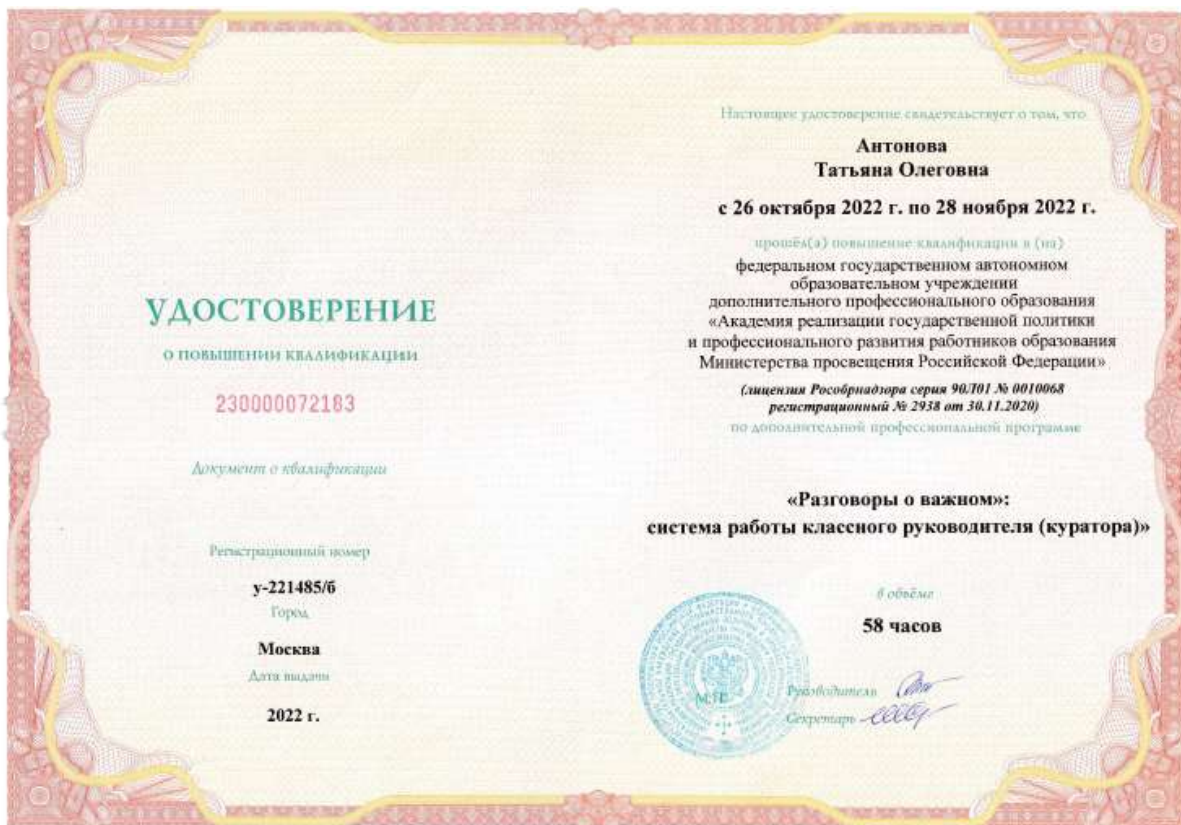 УДОСТОВЕРЕНИЕ
О ПОВЫШЕНИИ КВАЛИФИКАЦИИ
230000072183
Документ о квалификации
Регистрационный номер
у-221485/б
Город
Москва
Дата выдачи
2022 г.
Настоящее удостоверение свидетельствует о том, что
Антонова
Татьяна Олеговна
с 26 октября 2022 г. по 28 ноября 2022 г.
прошёл(а) повышение квалификации в (на)
федеральном государственном автономном
образовательном учреждении
дополнительного профессионального образования
«Академия реализации государственной политики
и профессионального развития работников образования
Министерства просвещения Российской Федерации»
(лицензия Рособрнадзора серия 90Л01 № 0010068
регистрационный № 2938 от 30.11.2020)
по дополнительной профессиональной программе
«Разговоры о важном»:
система работы классного руководителя (куратора)»
в объёме
58 часов
М.П.
Руководитель
Секретарь